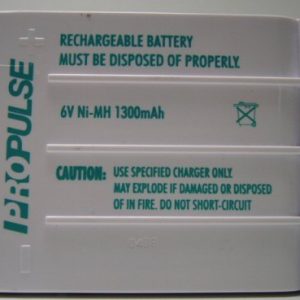 PROPULSE
RECHARGEABLE BATTERY
MUST BE DISPOSED OF PROPERLY.
6V Ni-MH 1300mAh
CAUTION: USE SPECIFIED CHARGER ONLY.
MAY EXPLODE IF DAMAGED OR DISPOSED
OF IN FIRE. DO NOT SHORT-CIRCUIT